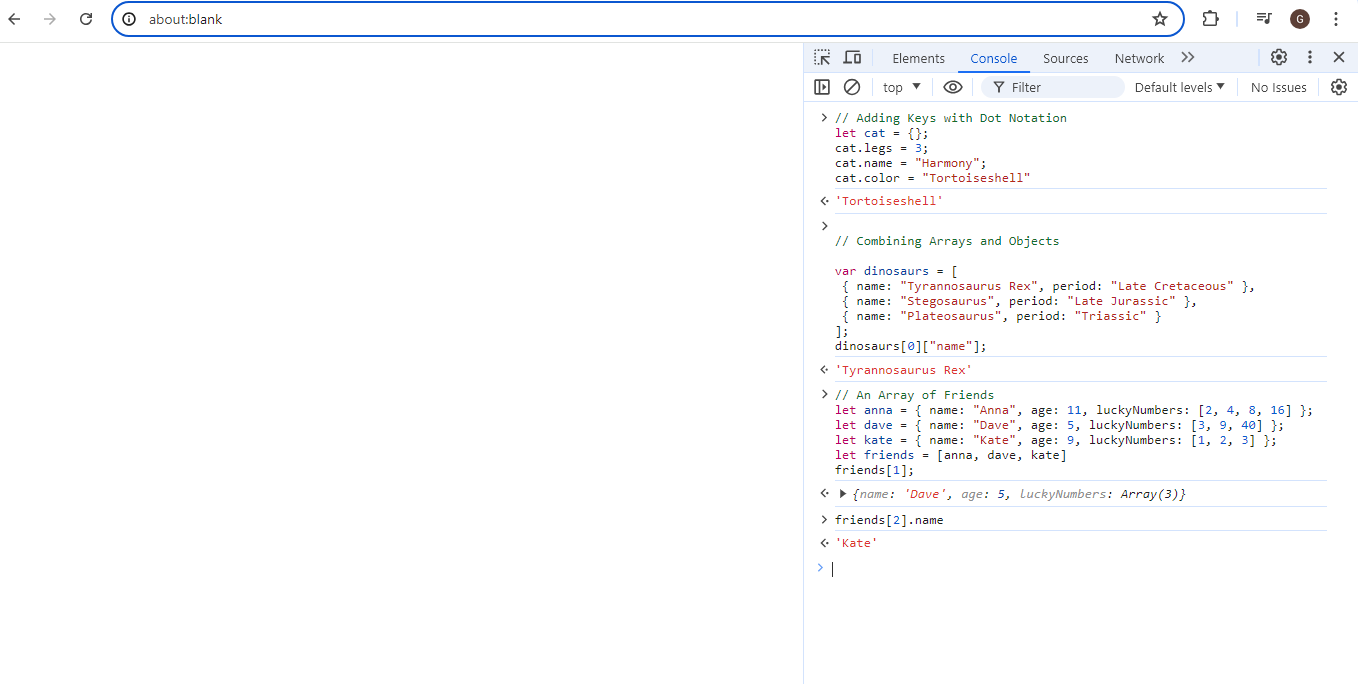 about:blank
G
Elements Console Sources Network
top Filter Default levels No Issues
// Adding Keys with Dot Notation
let cat = {};
cat.legs = 3;
cat.name = "Harmony";
cat.color = "Tortoiseshell"
'Tortoiseshell'
// Combining Arrays and Objects
var dinosaurs = [
{ name: "Tyrannosaurus Rex", period: "Late Cretaceous" },
{ name: "Stegosaurus", period: "Late Jurassic" },
{ name: "Plateosaurus", period: "Triassic" }
];
dinosaurs[0]["name"];
'Tyrannosaurus Rex'
// An Array of Friends
let anna = { name: "Anna", age: 11, luckyNumbers: [2, 4, 8, 16] };
let dave = { name: "Dave", age: 5, luckyNumbers: [3, 9, 40] };
let kate = { name: "Kate", age: 9, luckyNumbers: [1, 2, 3] };
let friends = [anna, dave, kate]
friends[1];
{name: 'Dave', age: 5, luckyNumbers: Array(3)}
friends[2].name
'Kate'